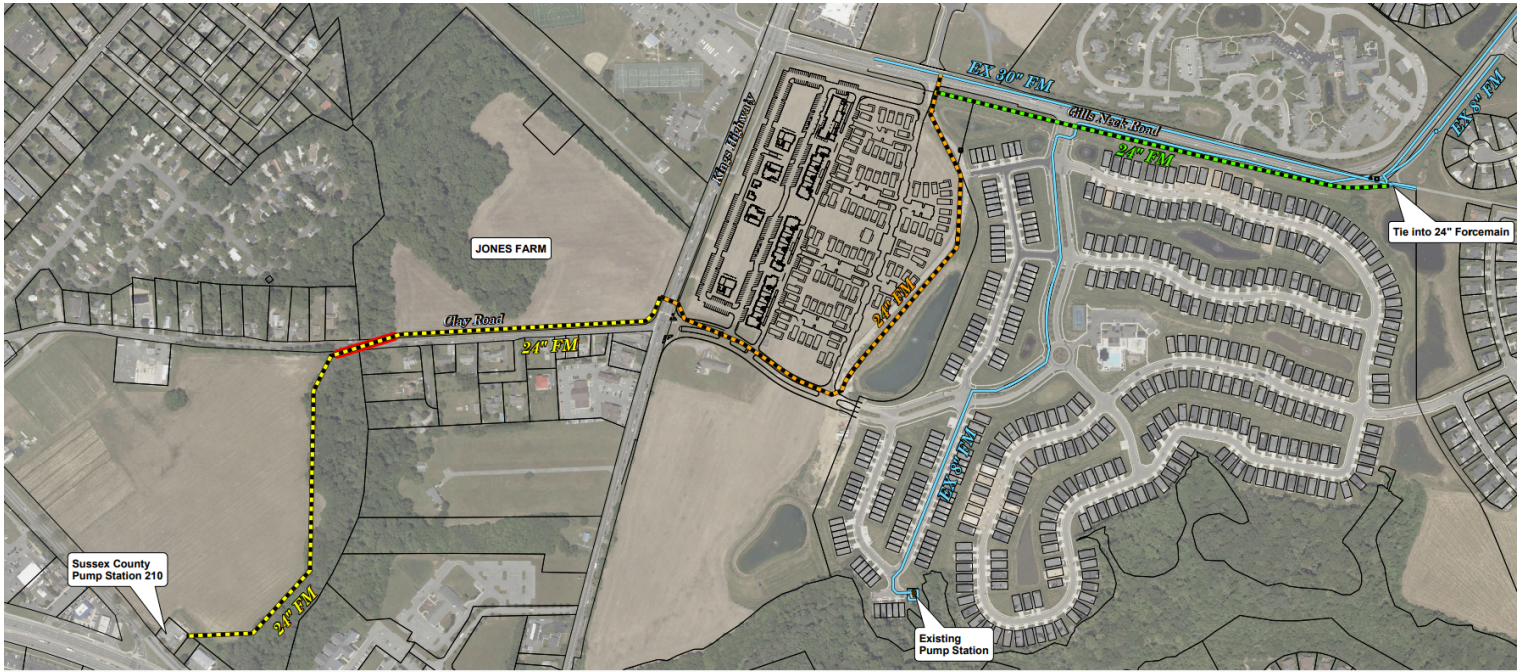 EX 30" FM
Gills Neck Road
24" FM
EX 8" FM
Tie into 24" Forcemain
Kings Highway
JONES FARM
Clay Road
24" FM
24" FM
EX 8" FM
Sussex County
Pump Station 210
24" FM
Existing
Pump Station